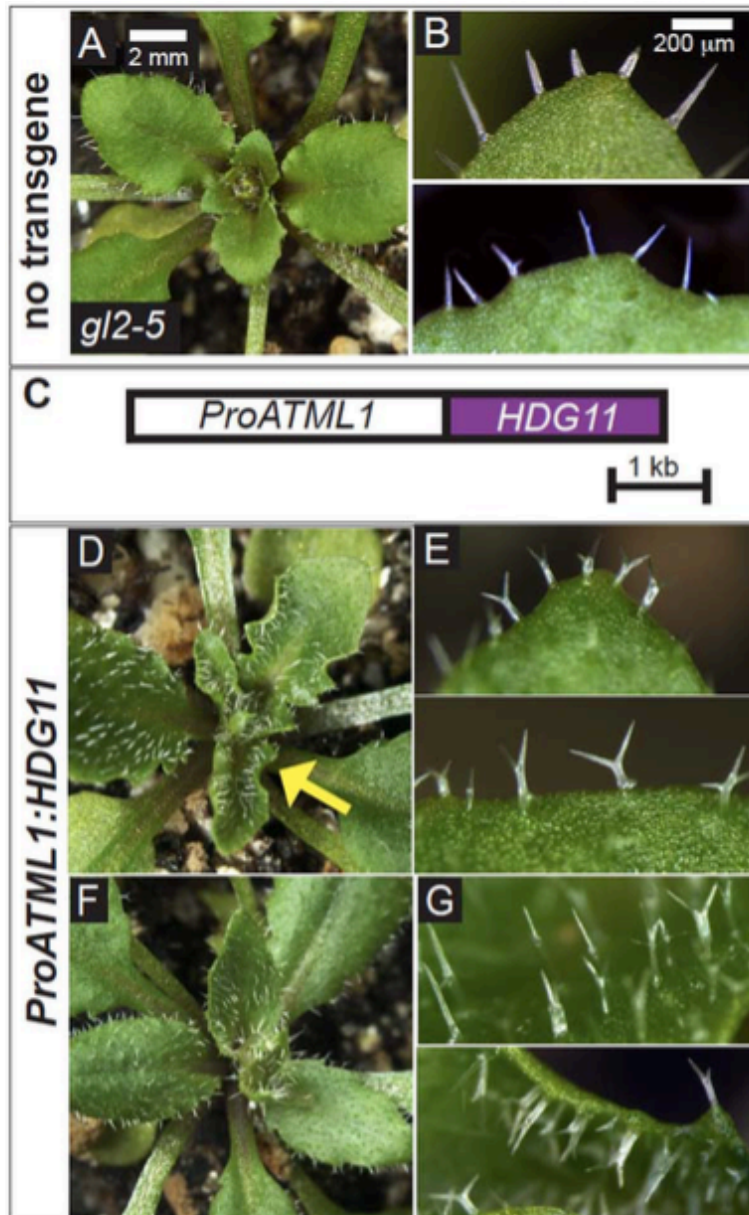 A
2 mm
B
200 μm
no transgene
gl2-5
C
ProATML1
HDG11
1 kb
ProATML1:HDG11
D
E
F
G